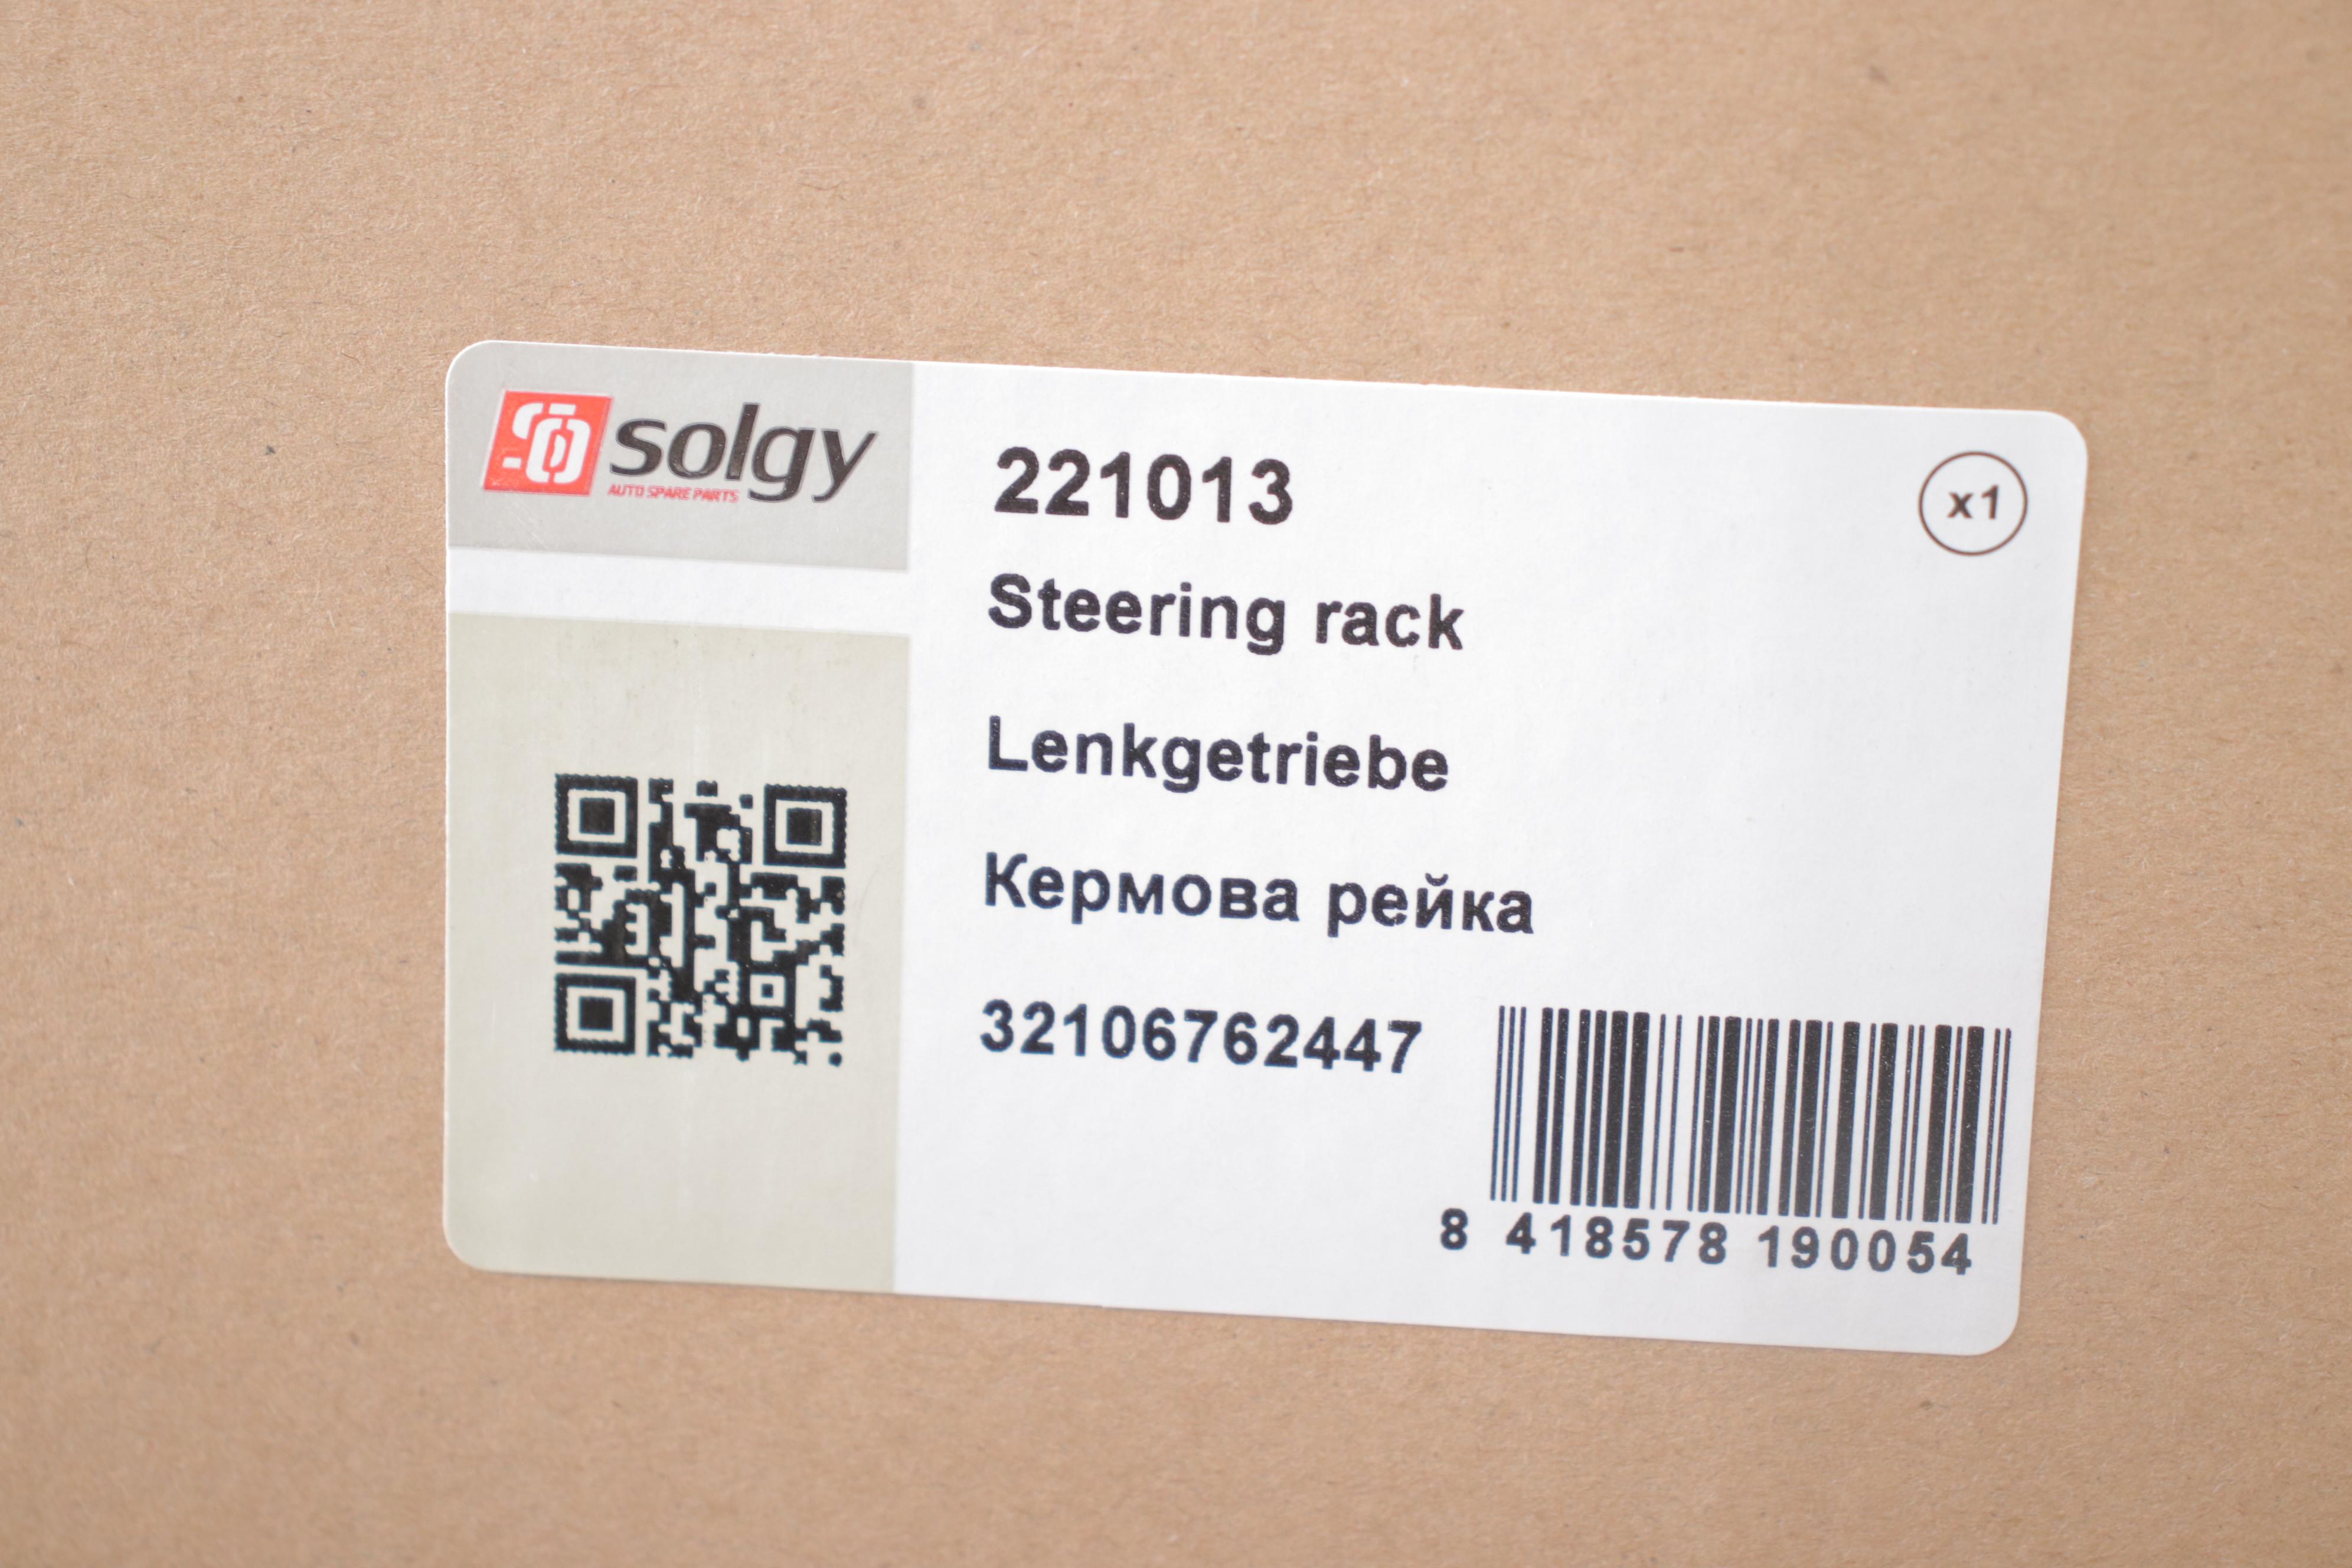 solgy
AUTO SPARE PARTS
221013
x1
Steering rack
Lenkgetriebe
Кермова рейка
32106762447
8 418578 190054